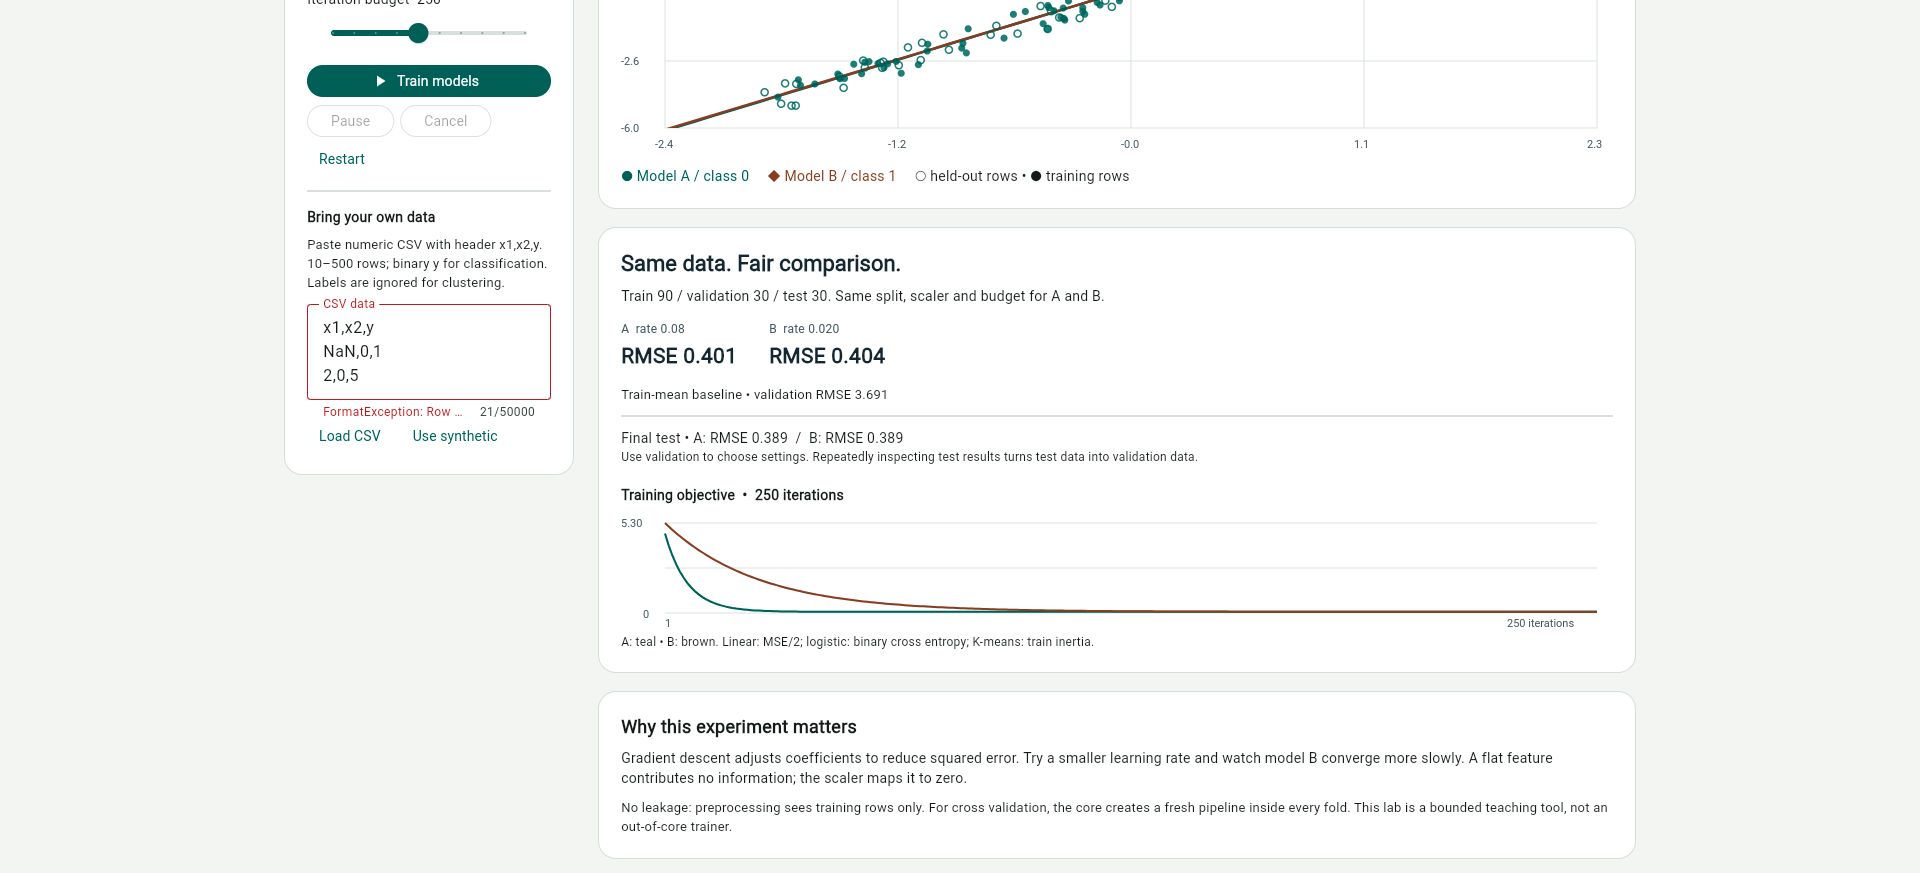 Iteration budget 250
Train models
Pause
Cancel
Restart
Bring your own data
Paste numeric CSV with header x1,x2,y.
10–500 rows; binary y for classification.
Labels are ignored for clustering.
CSV data
x1,x2,y
NaN,0,1
2,0,5
FormatException: Row …
21/50000
Load CSV
Use synthetic
-2.6
-6.0
-2.4
-1.2
-0.0
1.1
2.3
Model A / class 0
Model B / class 1
held-out rows • training rows
Same data. Fair comparison.
Train 90 / validation 30 / test 30. Same split, scaler and budget for A and B.
A rate 0.08
B rate 0.020
RMSE 0.401
RMSE 0.404
Train-mean baseline • validation RMSE 3.691
Final test • A: RMSE 0.389 / B: RMSE 0.389
Use validation to choose settings. Repeatedly inspecting test results turns test data into validation data.
Training objective • 250 iterations
5.30
0
1
250 iterations
A: teal • B: brown. Linear: MSE/2; logistic: binary cross entropy; K-means: train inertia.
Why this experiment matters
Gradient descent adjusts coefficients to reduce squared error. Try a smaller learning rate and watch model B converge more slowly. A flat feature
contributes no information; the scaler maps it to zero.
No leakage: preprocessing sees training rows only. For cross validation, the core creates a fresh pipeline inside every fold. This lab is a bounded teaching tool, not an
out-of-core trainer.